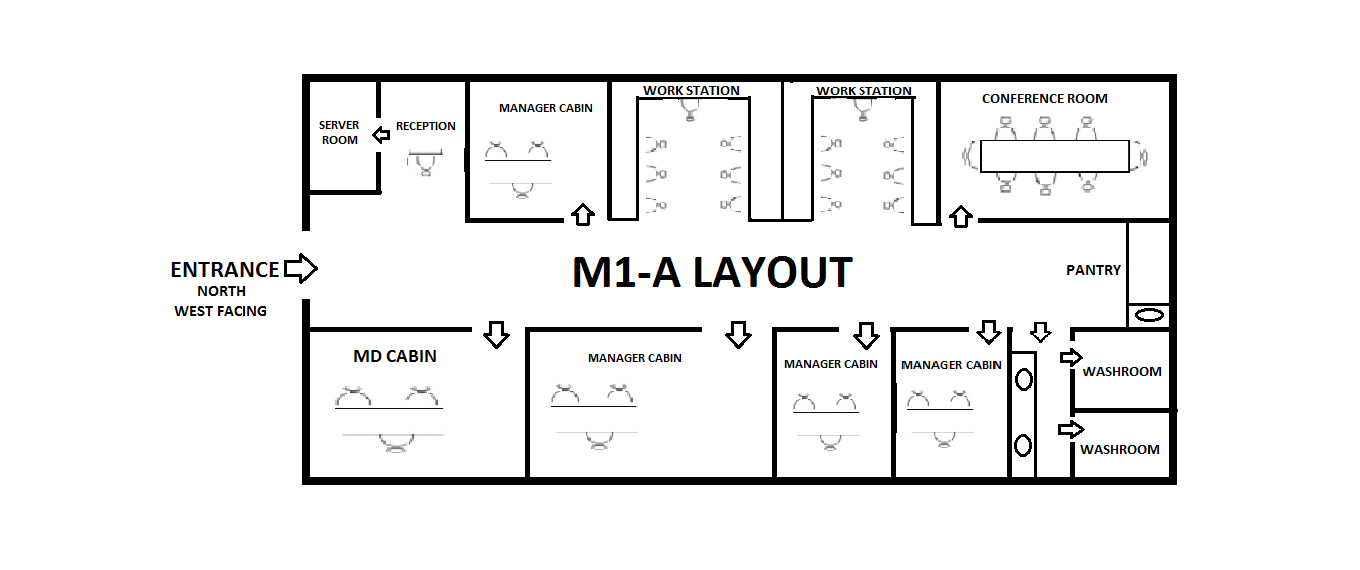 WORK STATION
WORK STATION
CONFERENCE ROOM
MANAGER CABIN
SERVER
ROOM
RECEPTION
ENTRANCE
NORTH
WEST FACING
M1-A LAYOUT
PANTRY
MD CABIN
MANAGER CABIN
MANAGER CABIN
MANAGER CABIN
WASHROOM
WASHROOM